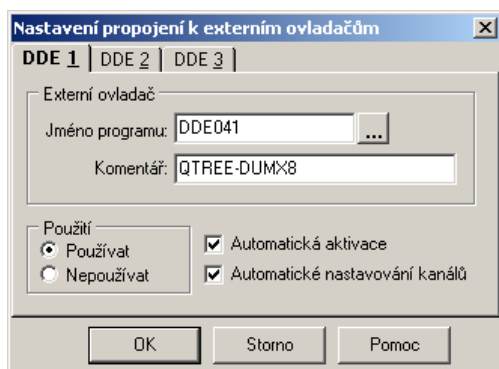 Nastavení propojení k externím ovladačům
DDE 1 DDE 2 DDE 3
Externí ovladač
Jméno programu: DDE041 ...
Komentář: QTREE-DUMX8
Použití
Používat
Nepoužívat
Automatická aktivace
Automatické nastavování kanálů
OK Storno Pomoc